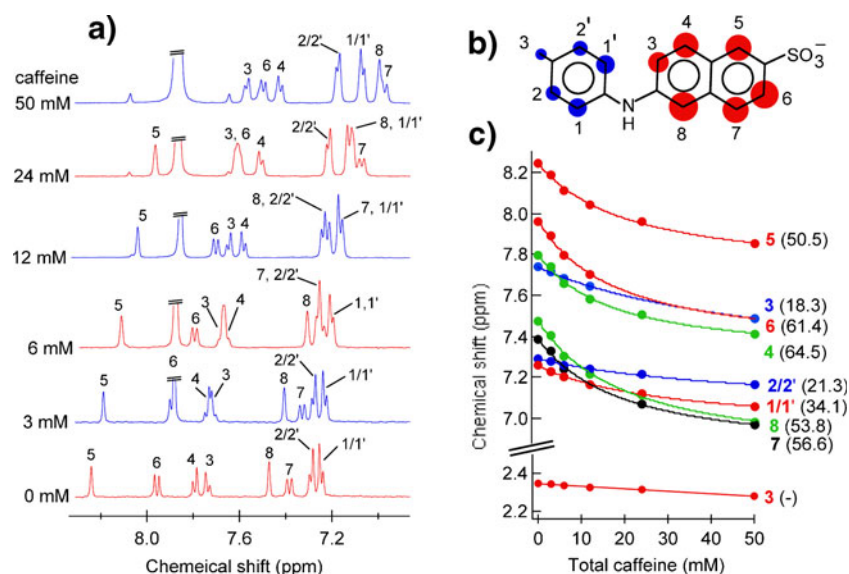 a)
caffeine
50 mM
3 6 4 2/2' 1/1' 8 7
24 mM
5 3, 6 4 2/2' 8, 1/1' 7
12 mM
5 6 3 4 8, 2/2' 7, 1/1'
6 mM
5 6 3 4 8 7, 2/2' 1,1'
3 mM
5 6 4 3 8 7 2/2' 1/1'
0 mM
5 6 4 3 8 7 2/2' 1/1'
8.0 7.6 7.2
Chemeical shift (ppm)
b)
3 2' 1' 2 1 N H 3 4 5 6 7 8 SO3−
c)
Chemical shift (ppm)
8.2
8.0
7.8
7.6
7.4
7.2
7.0
2.4
2.2
5 (50.5)
3 (18.3)
6 (61.4)
4 (64.5)
2/2' (21.3)
1/1' (34.1)
8 (53.8)
7 (56.6)
3 (-)
0 10 20 30 40 50
Total caffeine (mM)